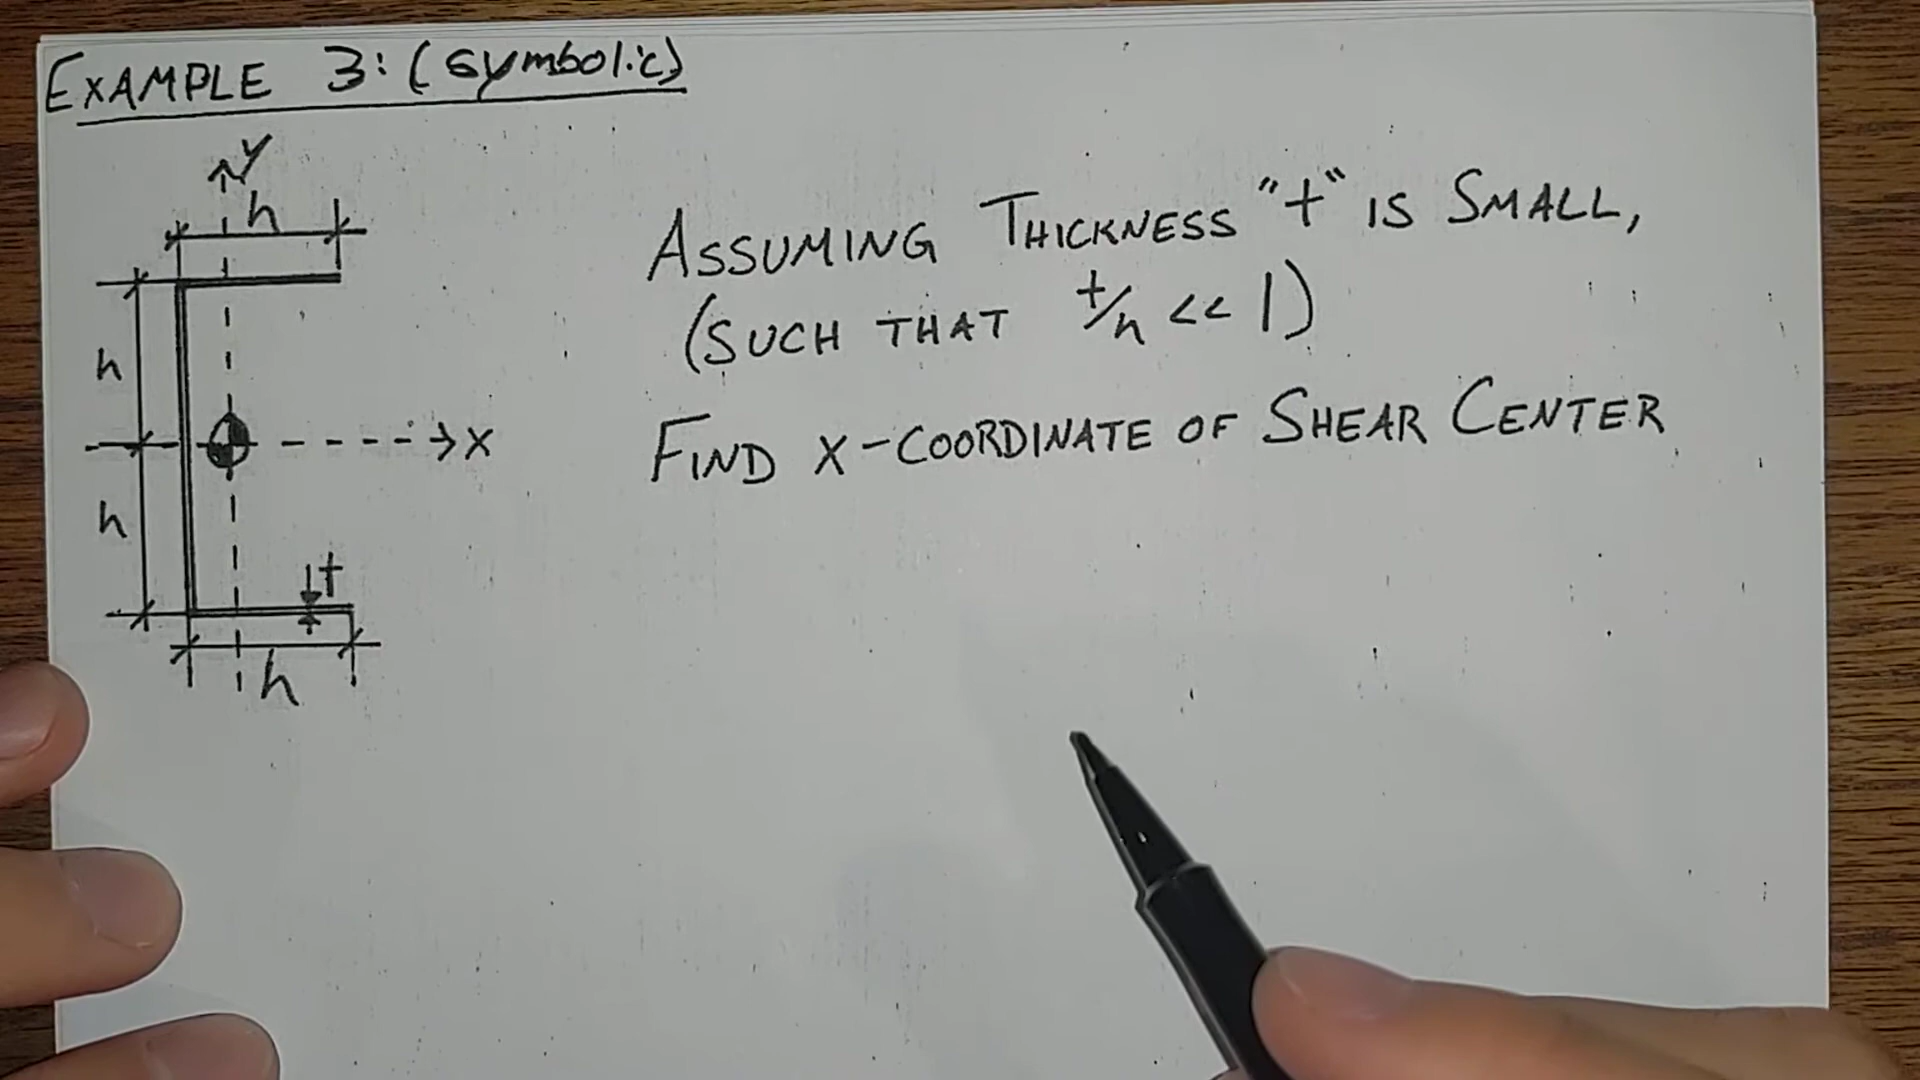 EXAMPLE 3: (Symbolic)
y
h
ASSUMING THICKNESS "t" IS SMALL,
(SUCH THAT t/h << 1)
h
x
FIND X-COORDINATE OF SHEAR CENTER
h
t
h